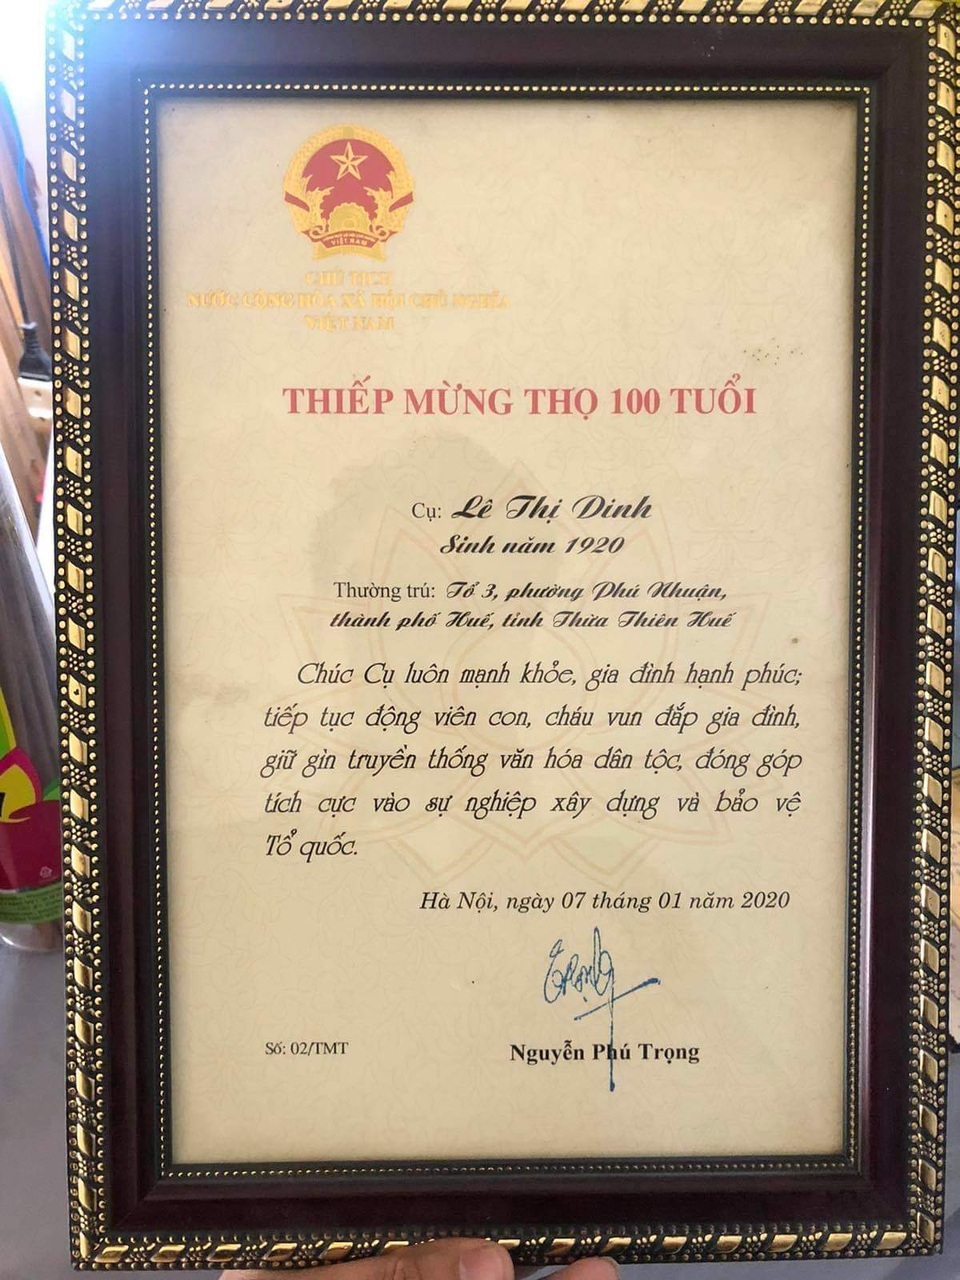 VIỆT NAM
CHỦ TỊCH
NƯỚC CỘNG HÒA XÃ HỘI CHỦ NGHĨA
VIỆT NAM
THIẾP MỪNG THỌ 100 TUỔI
Cụ: Lê Thị Dinh
Sinh năm 1920
Thường trú: Tổ 3, phường Phú Nhuận,
thành phố Huế, tỉnh Thừa Thiên Huế
Chúc Cụ luôn mạnh khỏe, gia đình hạnh phúc;
tiếp tục động viên con, cháu vun đắp gia đình,
giữ gìn truyền thống văn hóa dân tộc, đóng góp
tích cực vào sự nghiệp xây dựng và bảo vệ
Tổ quốc.
Hà Nội, ngày 07 tháng 01 năm 2020
Trọng
Số: 02/TMT
Nguyễn Phú Trọng